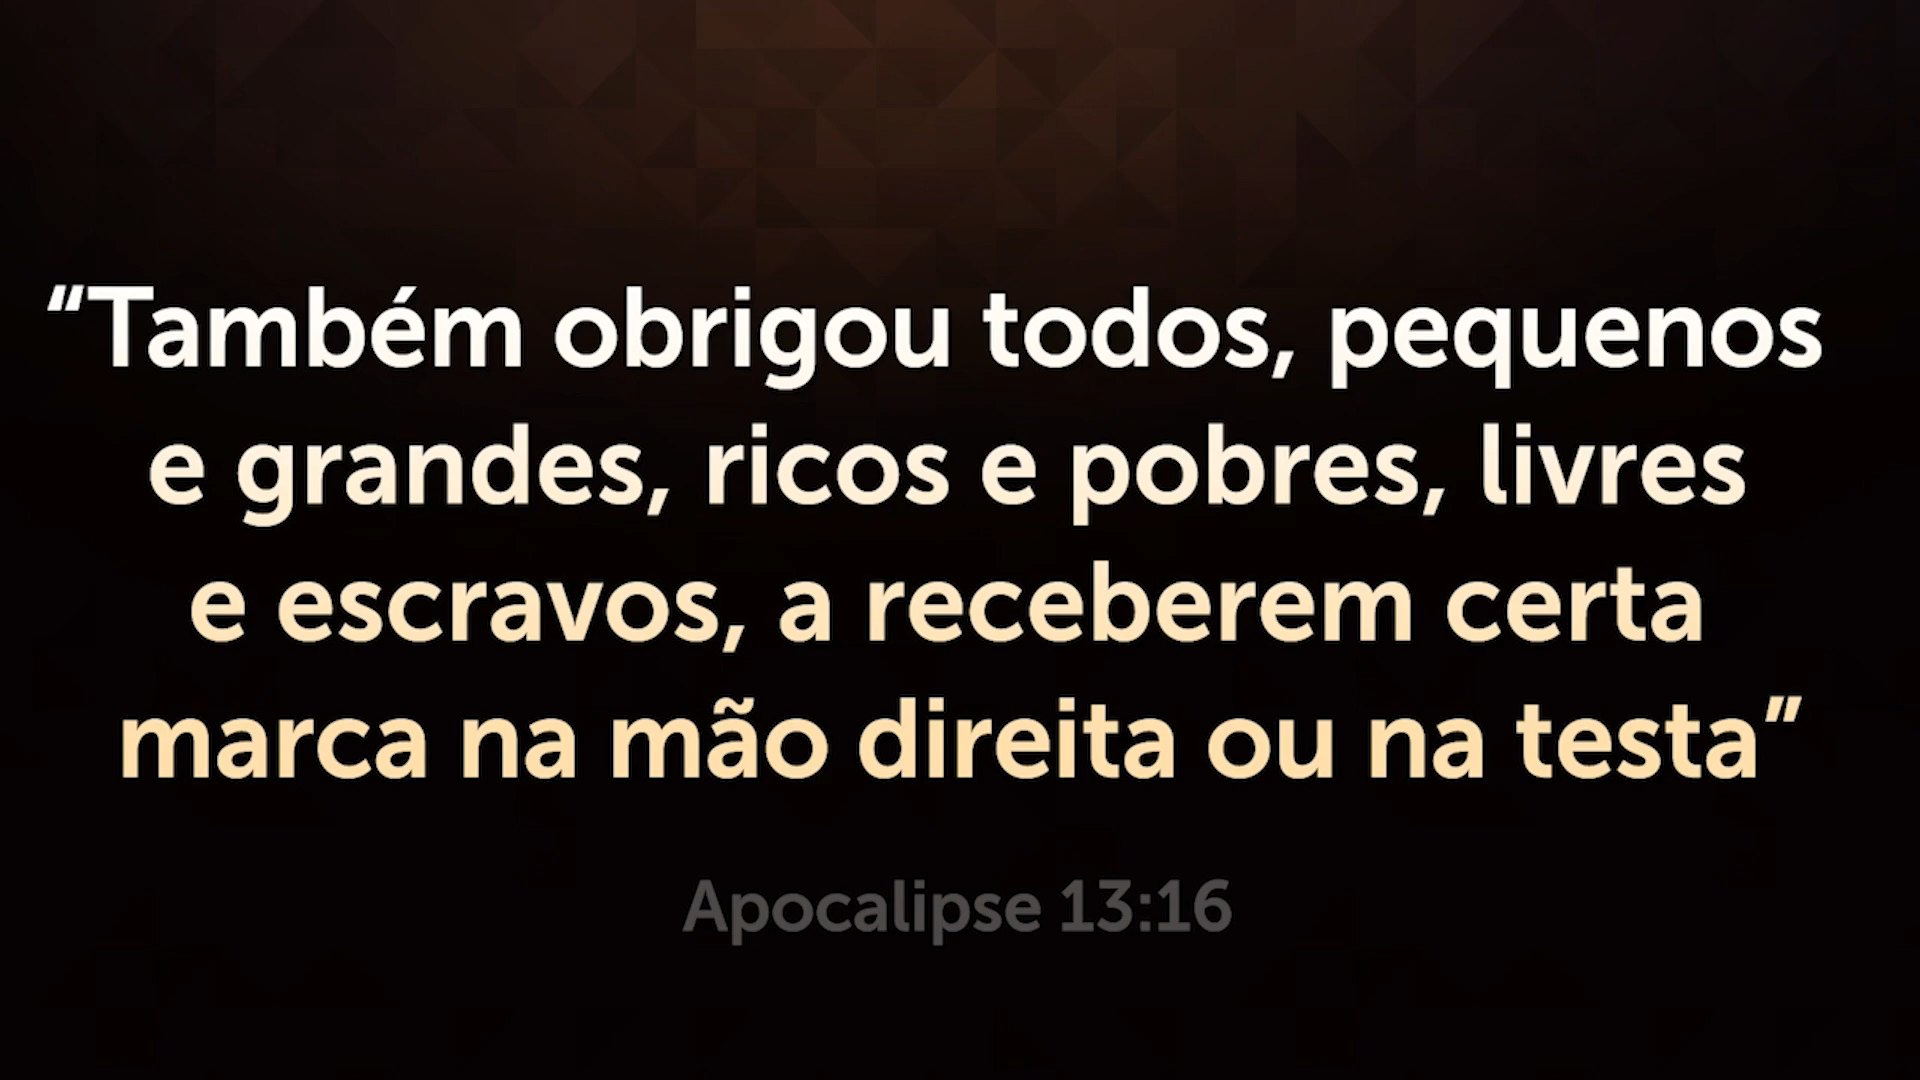 “Também obrigou todos, pequenos
e grandes, ricos e pobres, livres
e escravos, a receberem certa
marca na mão direita ou na testa”
Apocalipse 13:16